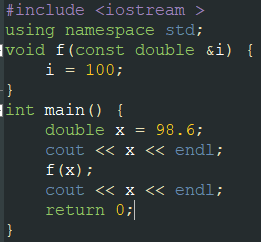 #include <iostream >
using namespace std;
void f(const double &i) {
    i = 100;
}
int main() {
    double x = 98.6;
    cout << x << endl;
    f(x);
    cout << x << endl;
    return 0;
}